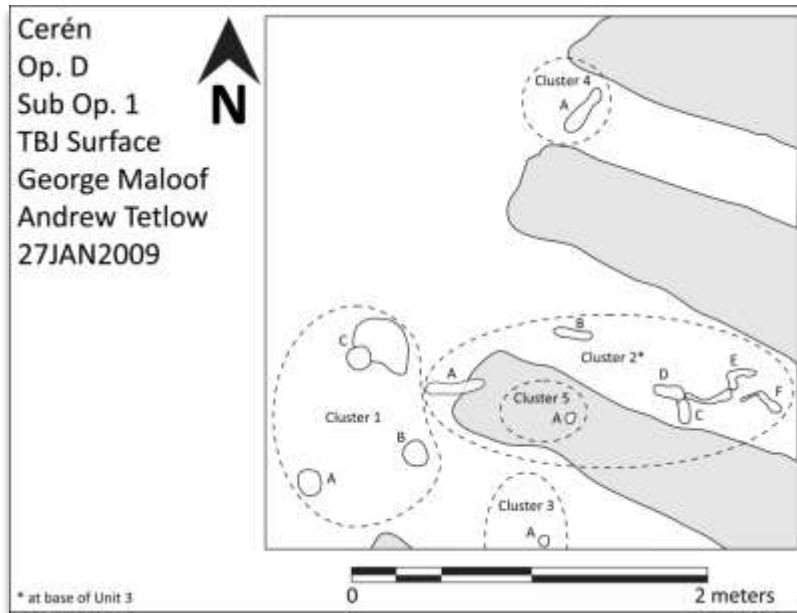 Cerén
Op. D
Sub Op. 1
TBJ Surface
George Maloof
Andrew Tetlow
27JAN2009
N
Cluster 4
A
B
Cluster 2*
E
D
F
C
A
Cluster 5
A
C
Cluster 1
B
A
Cluster 3
A
* at base of Unit 3
0
2 meters